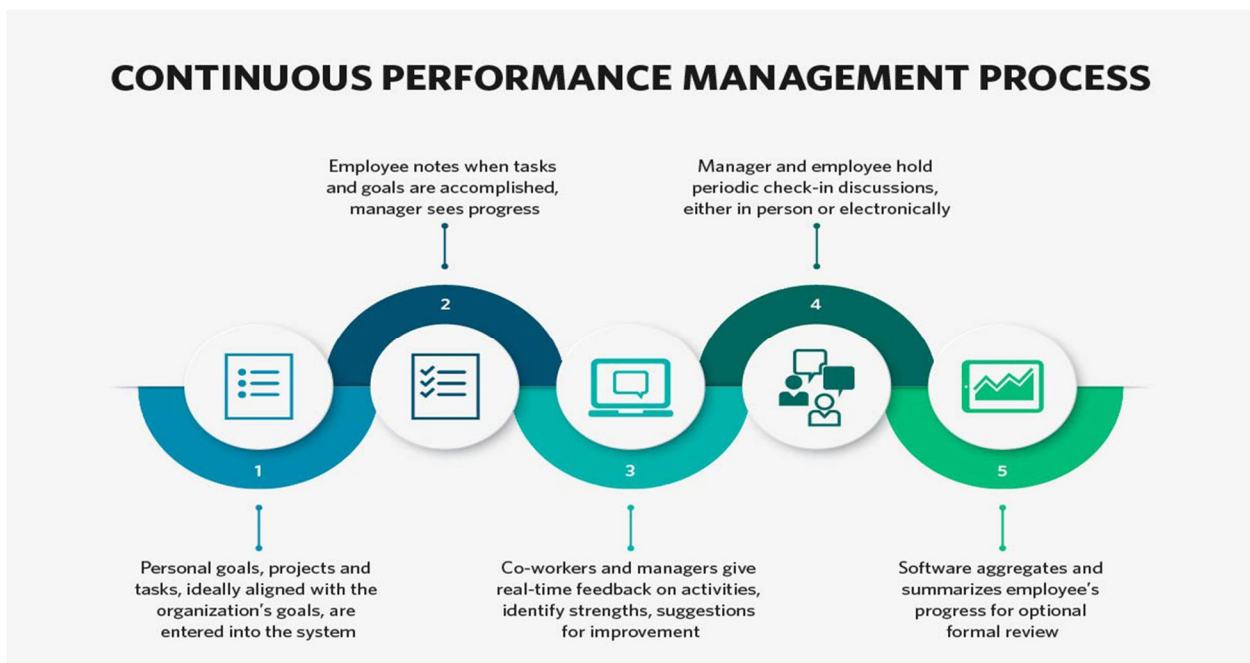 CONTINUOUS PERFORMANCE MANAGEMENT PROCESS
Employee notes when tasks
and goals are accomplished,
manager sees progress
Manager and employee hold
periodic check-in discussions,
either in person or electronically
2
4
1
3
5
Personal goals, projects and
tasks, ideally aligned with the
organization's goals, are
entered into the system
Co-workers and managers give
real-time feedback on activities,
identify strengths, suggestions
for improvement
Software aggregates and
summarizes employee's
progress for optional
formal review